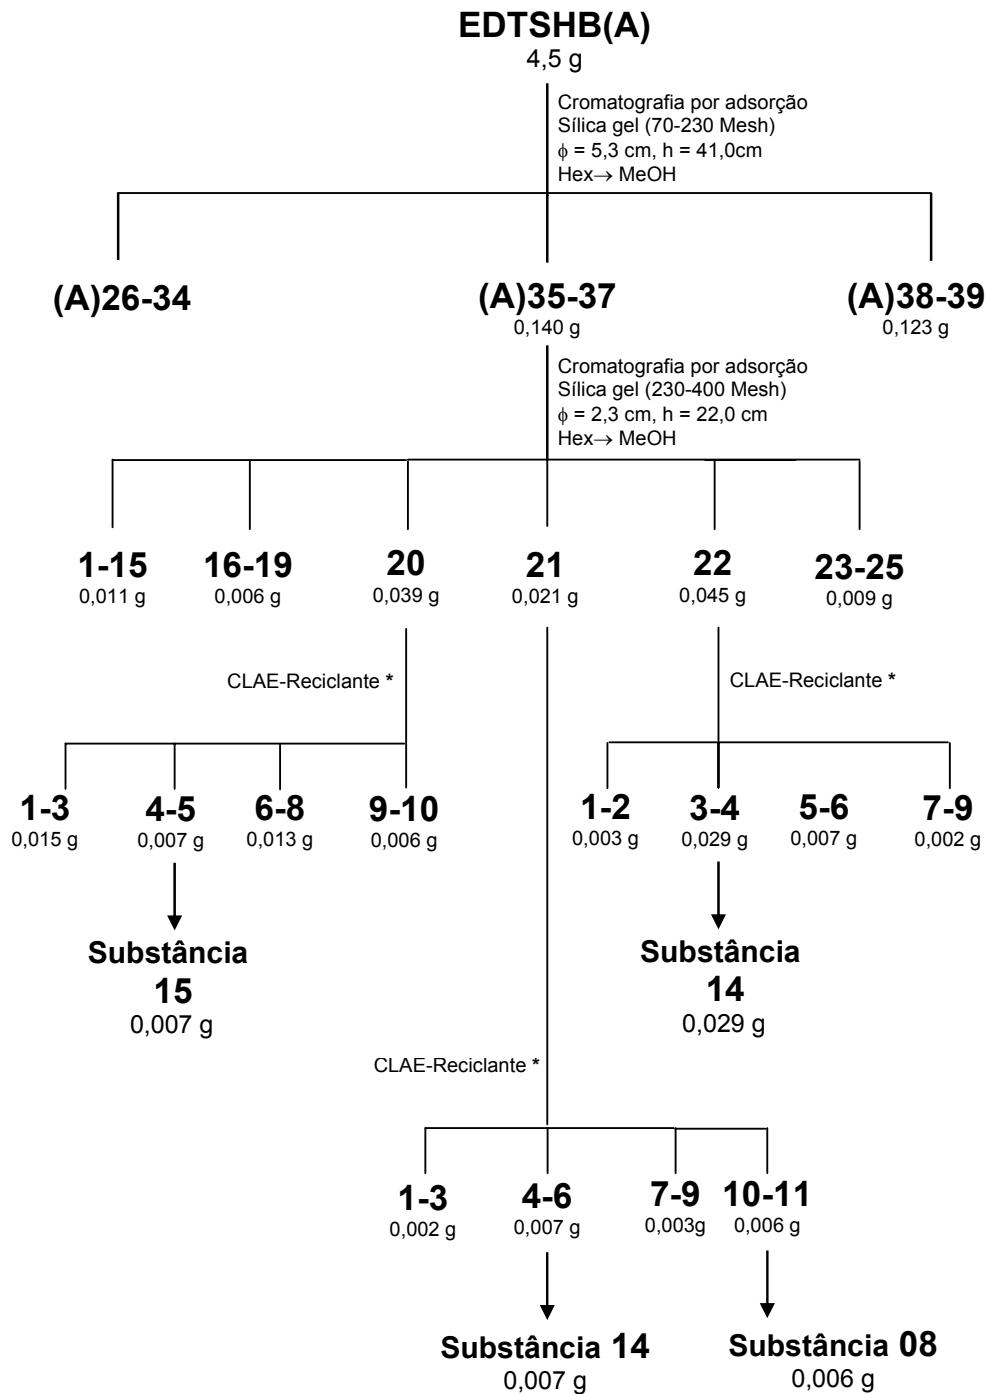 EDTSHB(A)
4,5 g
Cromatografia por adsorção
Sílica gel (70-230 Mesh)
ϕ = 5,3 cm, h = 41,0cm
Hex→ MeOH
(A)26-34
(A)35-37
0,140 g
(A)38-39
0,123 g
Cromatografia por adsorção
Sílica gel (230-400 Mesh)
ϕ = 2,3 cm, h = 22,0 cm
Hex→ MeOH
1-15
0,011 g
16-19
0,006 g
20
0,039 g
21
0,021 g
22
0,045 g
23-25
0,009 g
CLAE-Reciclante *
CLAE-Reciclante *
1-3
0,015 g
4-5
0,007 g
6-8
0,013 g
9-10
0,006 g
1-2
0,003 g
3-4
0,029 g
5-6
0,007 g
7-9
0,002 g
Substância
15
0,007 g
Substância
14
0,029 g
CLAE-Reciclante *
1-3
0,002 g
4-6
0,007 g
7-9
0,003g
10-11
0,006 g
Substância 14
0,007 g
Substância 08
0,006 g